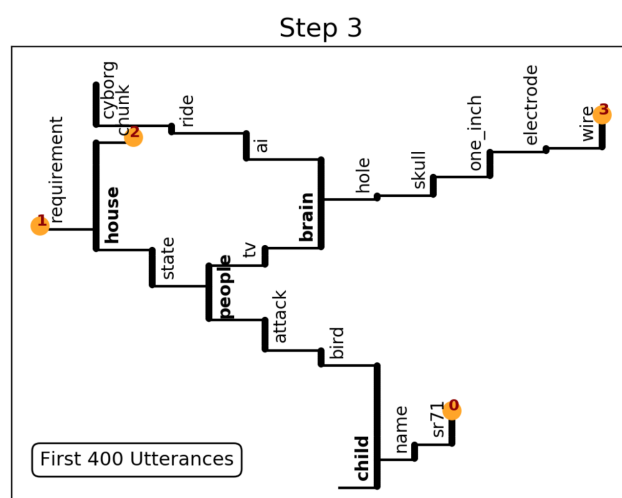 Step 3
cyborg
chunk
2
ride
ai
requirement
1
house
state
people
tv
brain
hole
skull
one_inch
electrode
wire
3
attack
bird
child
name
sr71
0
First 400 Utterances